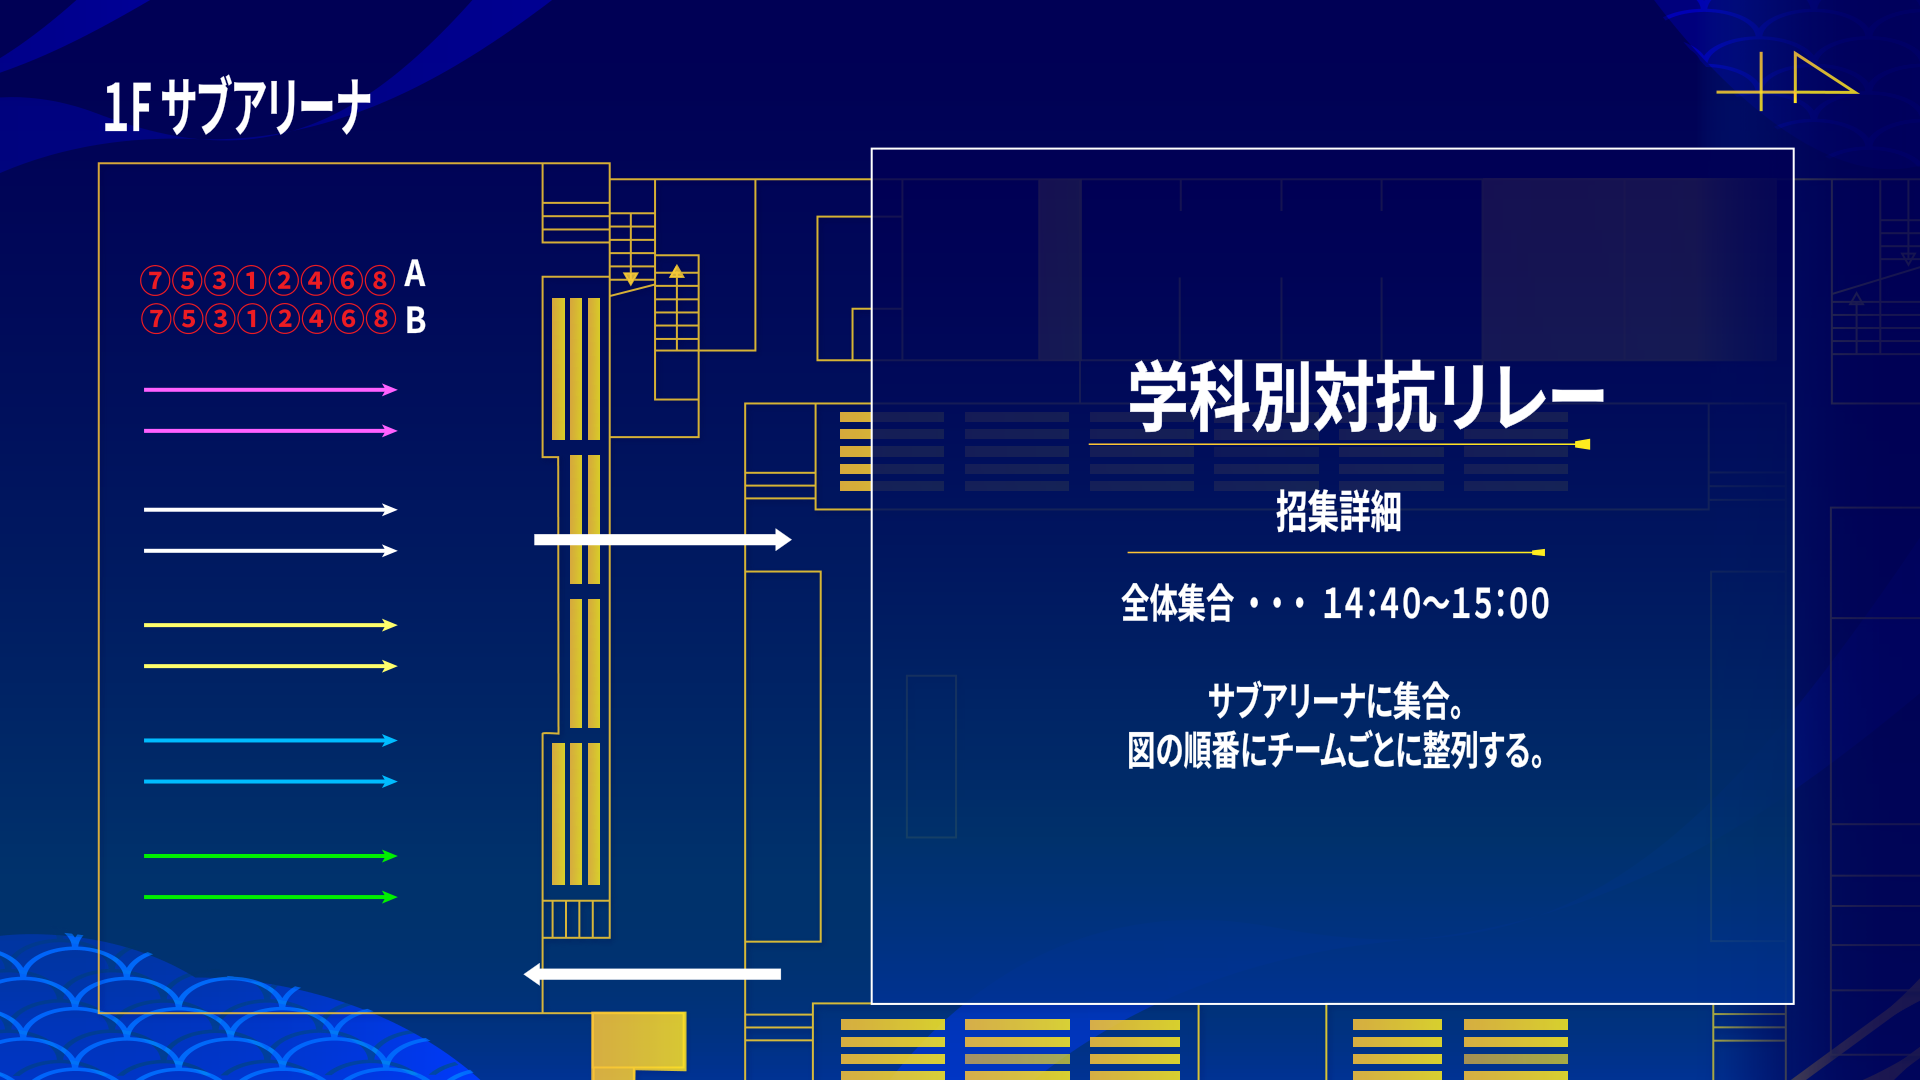 1F サブアリーナ
⑦⑤③①②④⑥⑧ A
⑦⑤③①②④⑥⑧ B
学科別対抗リレー
招集詳細
全体集合・・・ 14:40〜15:00
サブアリーナに集合。
図の順番にチームごとに整列する。